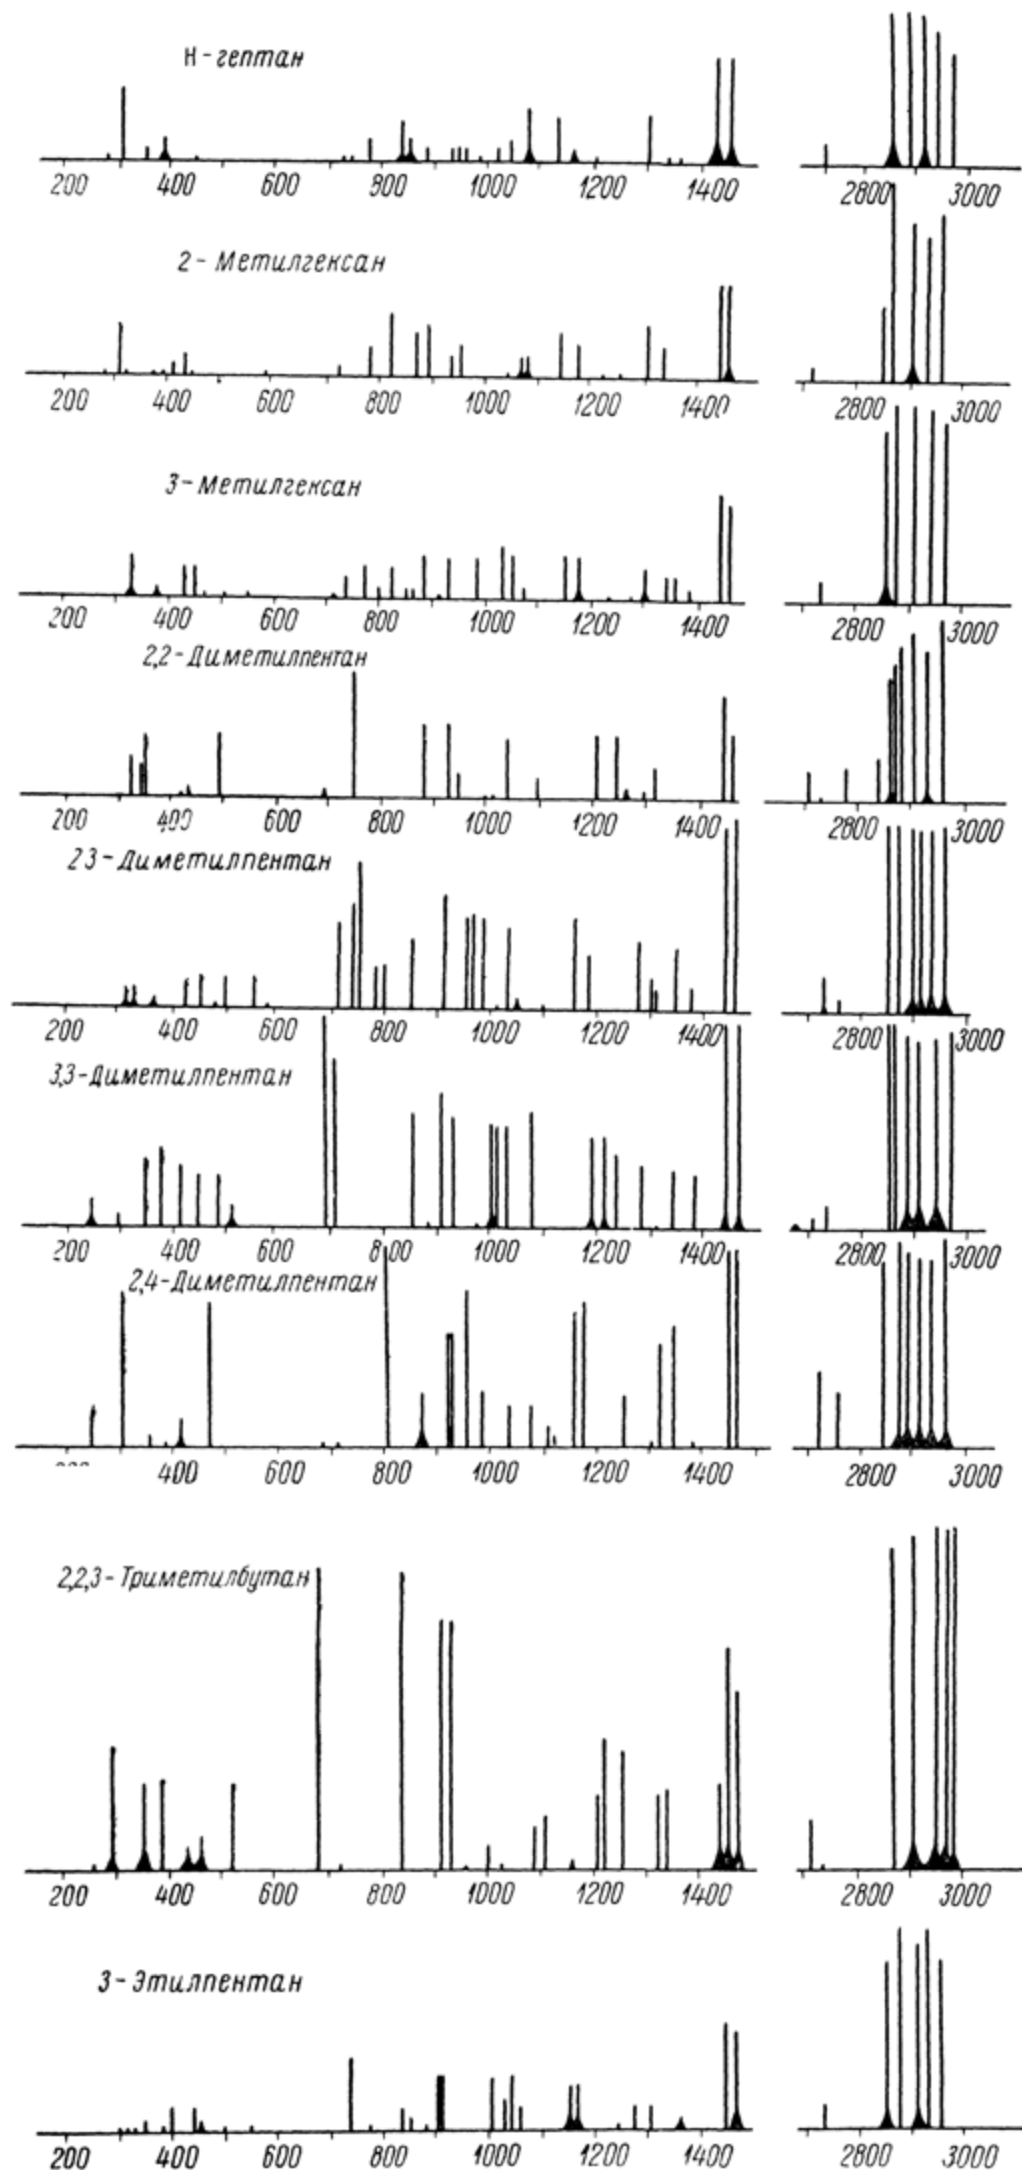 Н-гептан
200 400 600 800 1000 1200 1400 2800 3000
2- Метилгексан
200 400 600 800 1000 1200 1400 2800 3000
3-Метилгексан
200 400 600 800 1000 1200 1400 2800 3000
2,2-Диметилпентан
200 400 600 800 1000 1200 1400 2800 3000
2 3-Диметилпентан
200 400 600 800 1000 1200 1400 2800 3000
3,3-Диметилпентан
200 400 600 800 1000 1200 1400 2800 3000
2,4-Диметилпентан
400 600 800 1000 1200 1400 2800 3000
2,2,3-Триметилбутан
200 400 600 800 1000 1200 1400 2800 3000
3-Этилпентан
200 400 600 800 1000 1200 1400 2800 3000